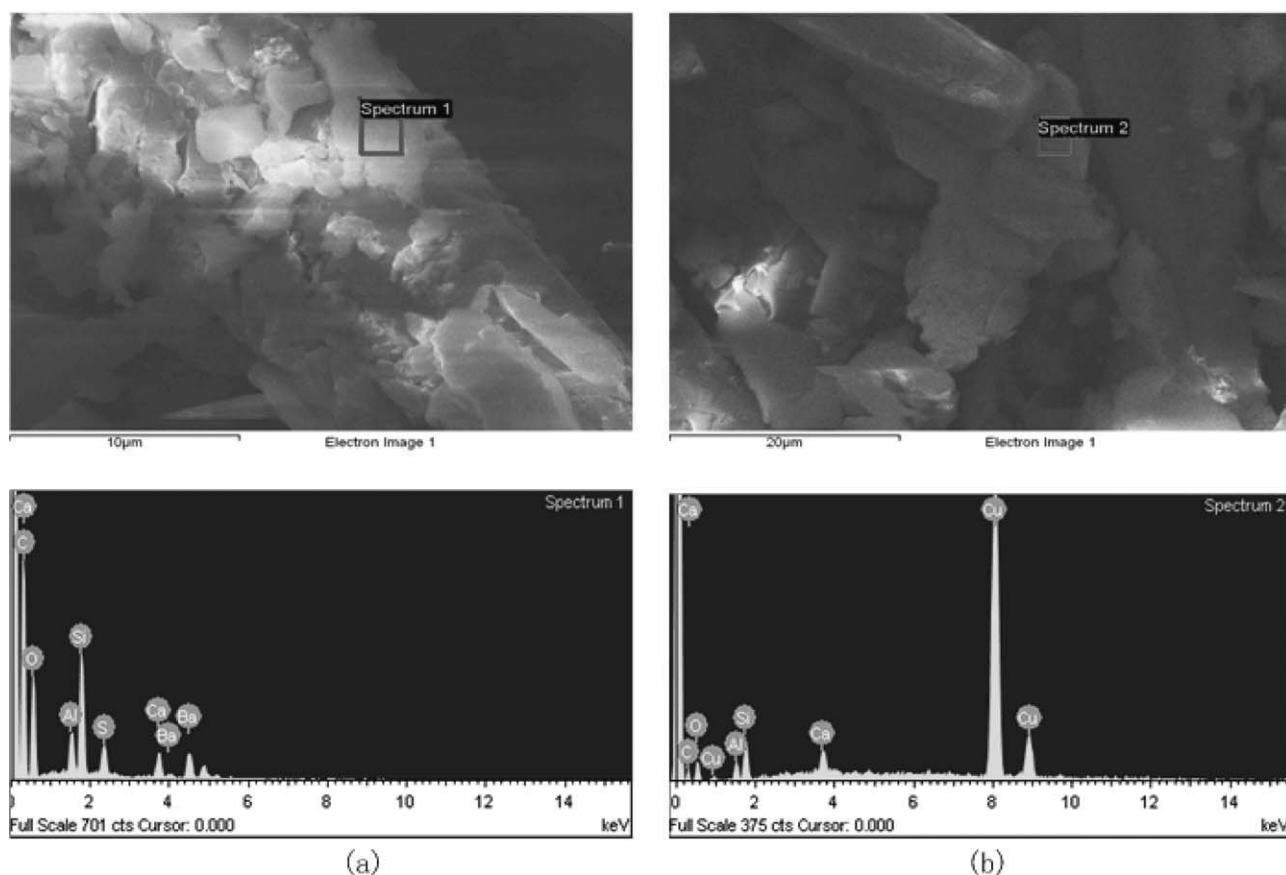 Spectrum 1
10µm
Electron Image 1
Spectrum 2
20µm
Electron Image 1
Spectrum 1
Ca
C
O
Si
Al
S
Ca
Ba
Ba
0 2 4 6 8 10 12 14
Full Scale 701 cts Cursor: 0.000 keV
(a)
Spectrum 2
Ca
Cu
O
Si
C
Cu
Al
Ca
Cu
0 2 4 6 8 10 12 14
Full Scale 375 cts Cursor: 0.000 keV
(b)